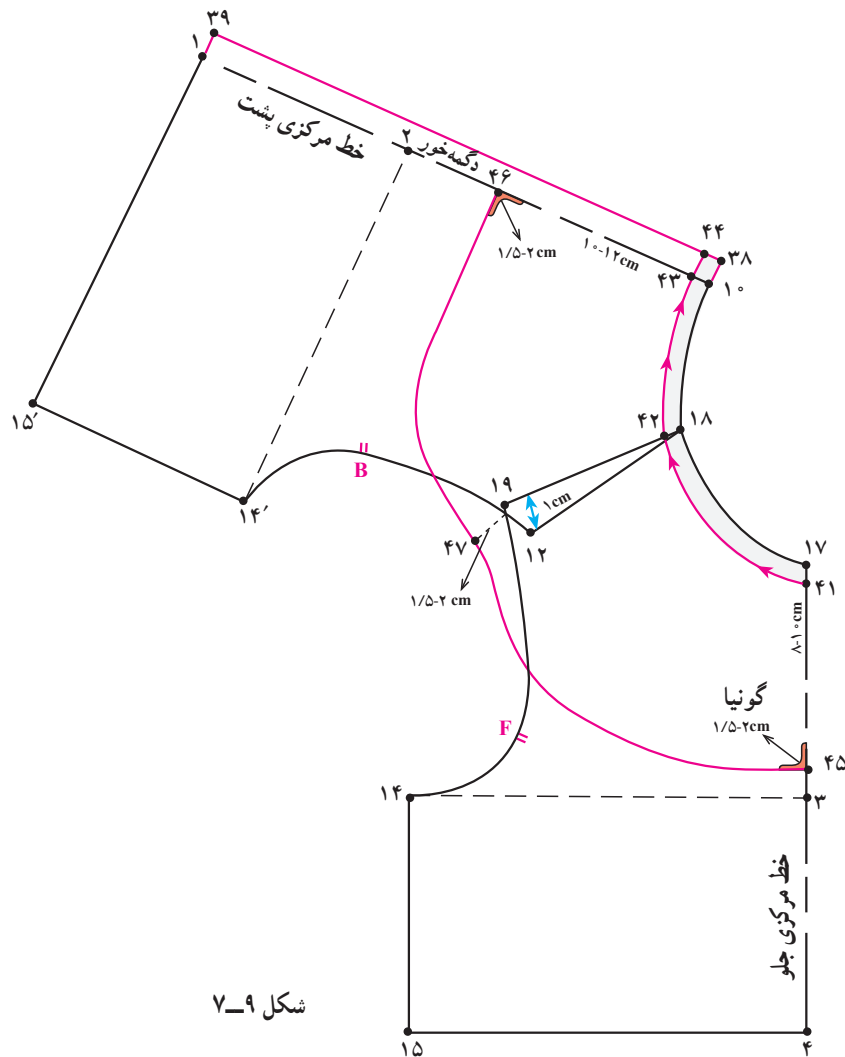 ۳۹
۱
خط مرکزی پشت
۲
دگمه‌خور
۴۶
۱/۵-۲cm
۱۰-۱۲cm
۴۴
۳۸
۴۳
۱۰
۱۵′
۴۲
۱۸
B
۱۴′
۱۹
۱cm
۱۲
۴۷
۱/۵-۲ cm
۱۷
۴۱
۸-۱۰cm
گونیا
۱/۵-۲cm
F
۴۵
۱۴
۳
خط مرکزی جلو
شکل ۹ــ۷
۱۵
۴